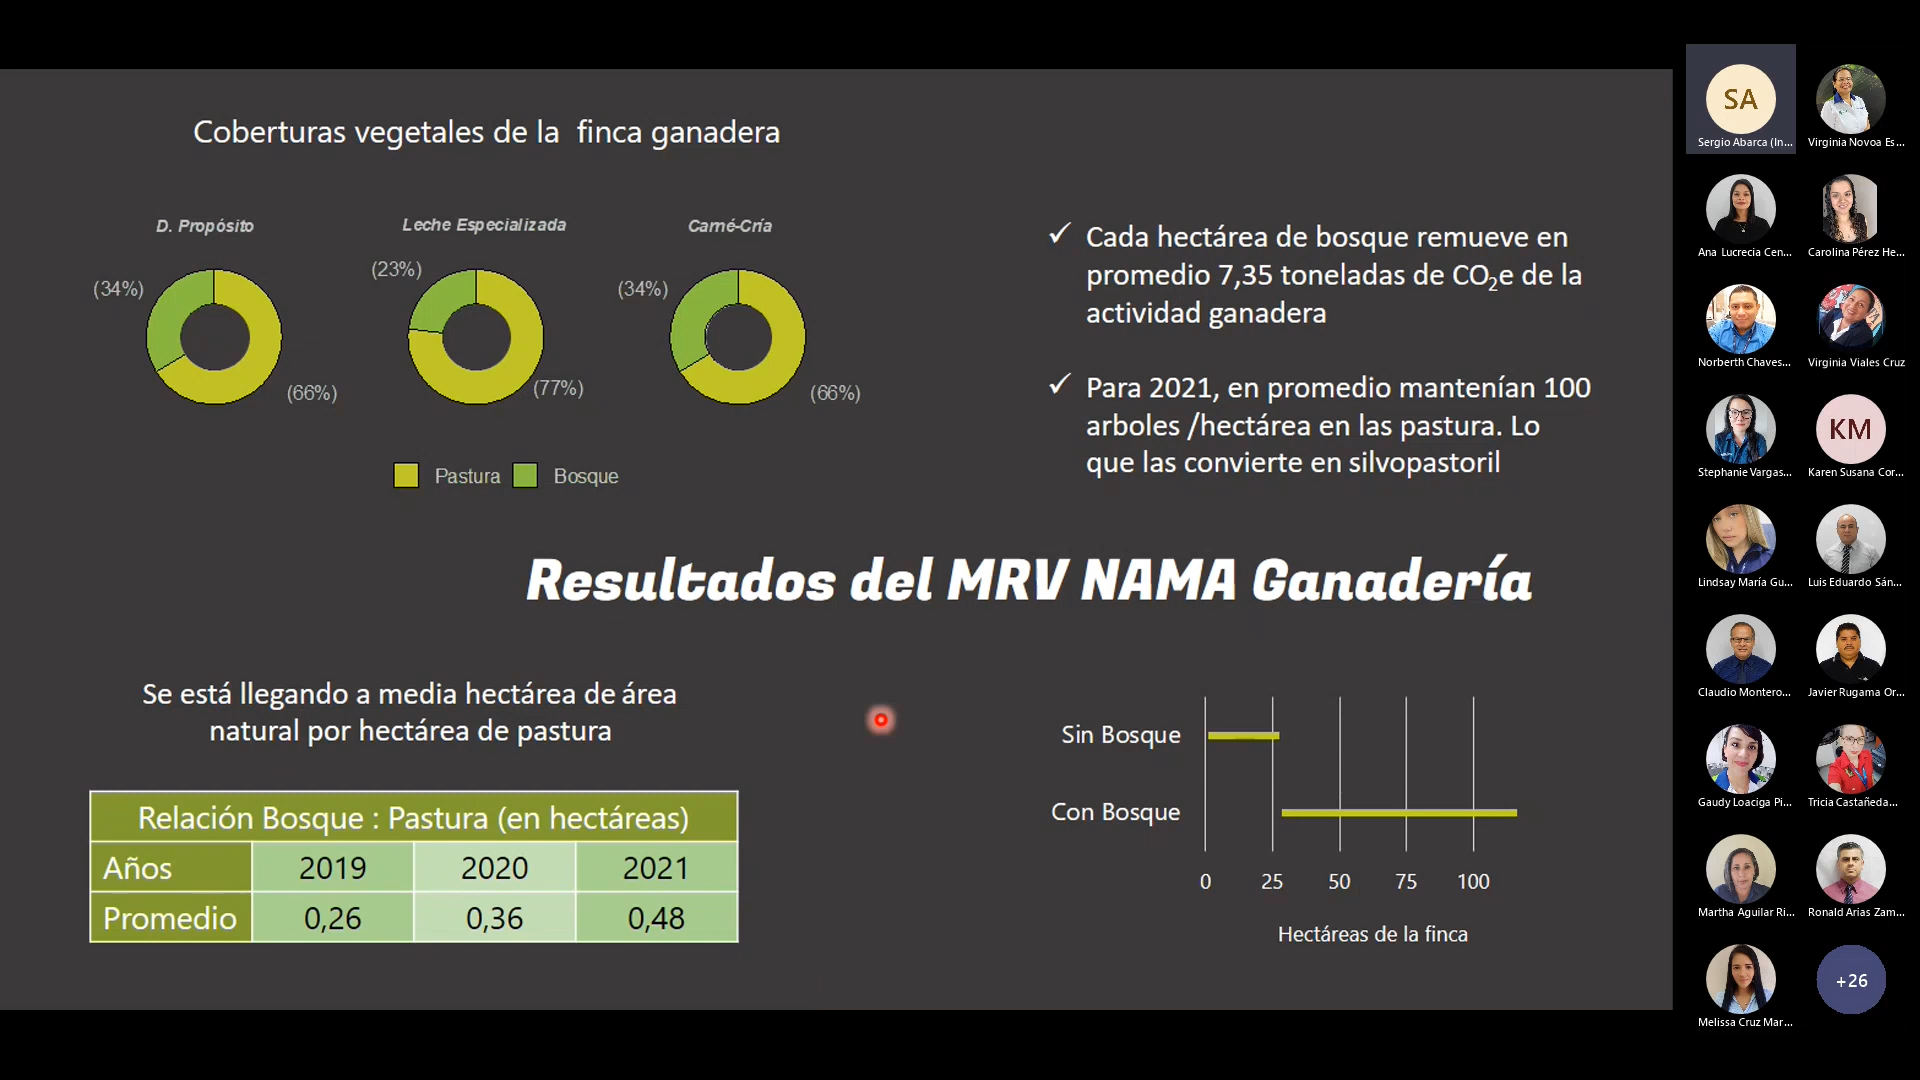 Coberturas vegetales de la finca ganadera
D. Propósito
Leche Especializada
Carné-Cría
(34%)
(66%)
(23%)
(77%)
(34%)
(66%)
Pastura
Bosque
✓ Cada hectárea de bosque remueve en
promedio 7,35 toneladas de CO₂e de la
actividad ganadera
✓ Para 2021, en promedio mantenían 100
arboles /hectárea en las pastura. Lo
que las convierte en silvopastoril
Resultados del MRV NAMA Ganadería
Se está llegando a media hectárea de área
natural por hectárea de pastura
Relación Bosque : Pastura (en hectáreas)
Años 2019 2020 2021
Promedio 0,26 0,36 0,48
Sin Bosque
Con Bosque
0 25 50 75 100
Hectáreas de la finca
SA
Sergio Abarca (In...
Virginia Novoa Es...
Ana Lucrecia Cen...
Carolina Pérez He...
Norberth Chaves...
Virginia Viales Cruz
Stephanie Vargas...
KM
Karen Susana Cor...
Lindsay María Gu...
Luis Eduardo Sán...
Claudio Montero...
Javier Rugama Or...
Gaudy Loaciga Pi...
Tricia Castañeda...
Martha Aguilar Ri...
Ronald Arias Zam...
Melissa Cruz Mar...
+26